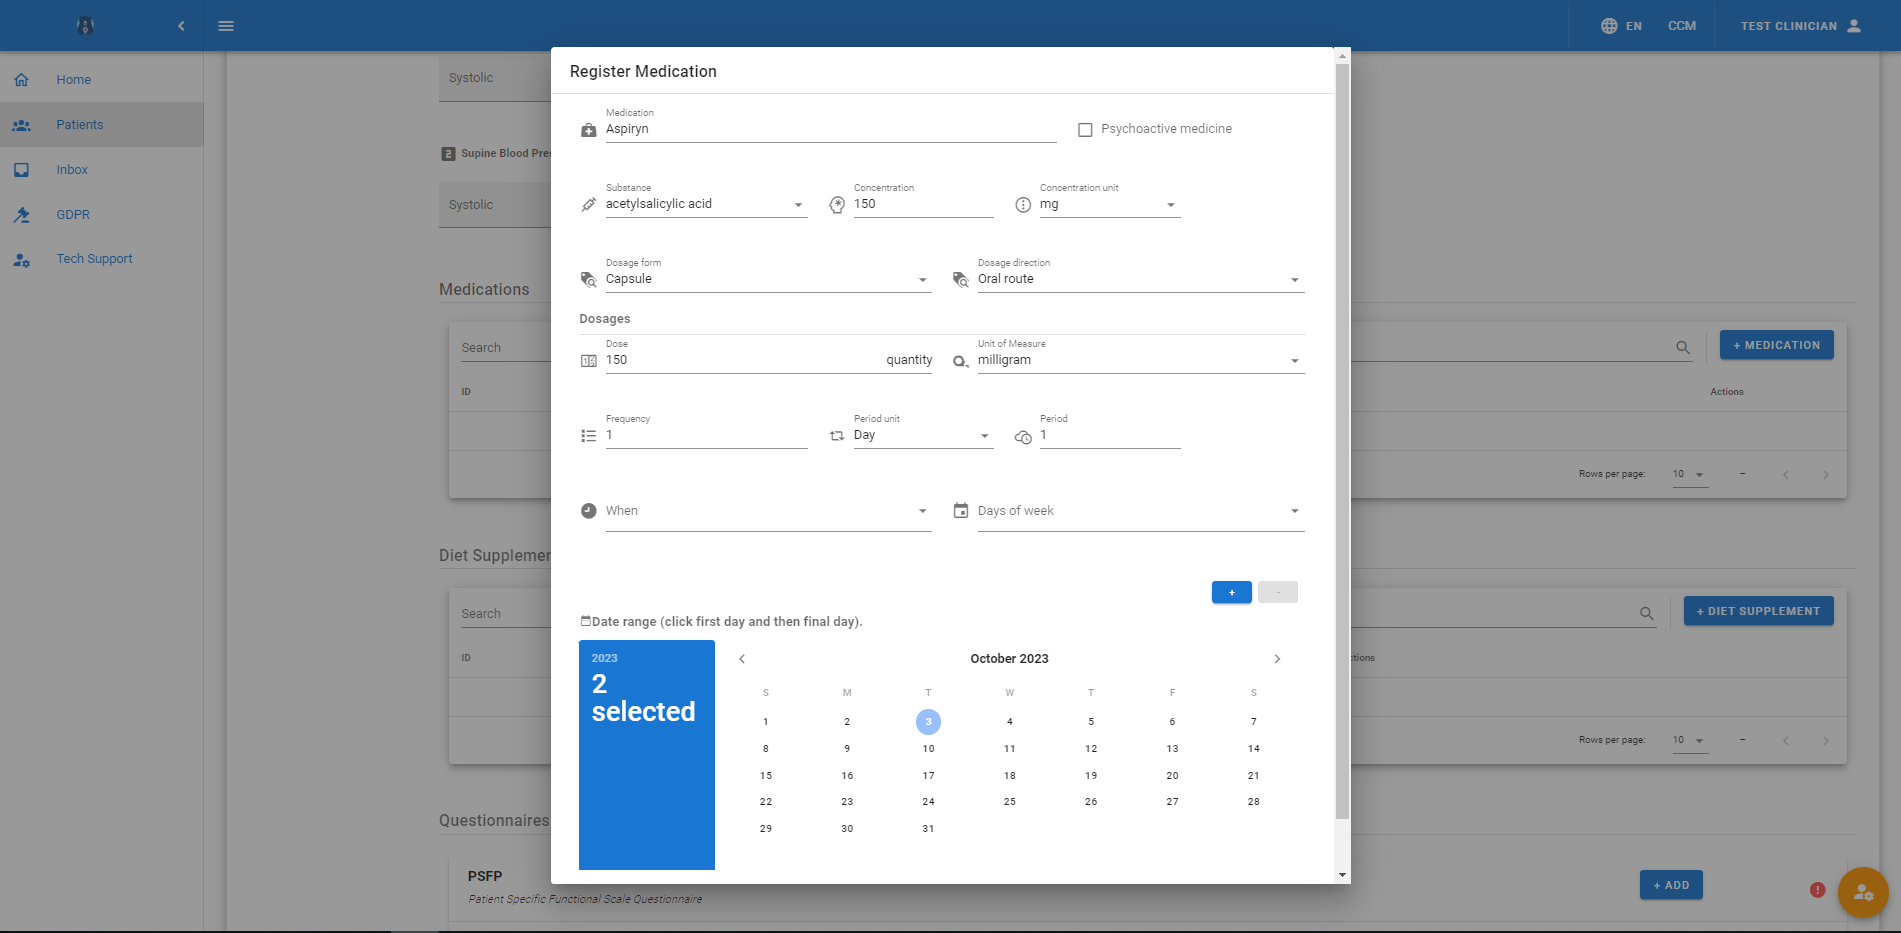 EN
CCM
TEST CLINICIAN
Home
Patients
Inbox
GDPR
Tech Support
Systolic
2 Supine Blood Pre
Systolic
Medications
Search
+ MEDICATION
ID
Actions
Rows per page:
10
–
Diet Supplemen
Search
+ DIET SUPPLEMENT
ID
ctions
Rows per page:
10
–
Questionnaires
PSFP
Patient Specific Functional Scale Questionnaire
+ ADD
Register Medication
Medication
Aspiryn
Psychoactive medicine
Substance
acetylsalicylic acid
Concentration
150
Concentration unit
mg
Dosage form
Capsule
Dosage direction
Oral route
Dosages
Dose
150
quantity
Unit of Measure
milligram
Frequency
1
Period unit
Day
Period
1
When
Days of week
+
-
Date range (click first day and then final day).
2023
2
selected
October 2023
S M T W T F S
1 2 3 4 5 6 7
8 9 10 11 12 13 14
15 16 17 18 19 20 21
22 23 24 25 26 27 28
29 30 31